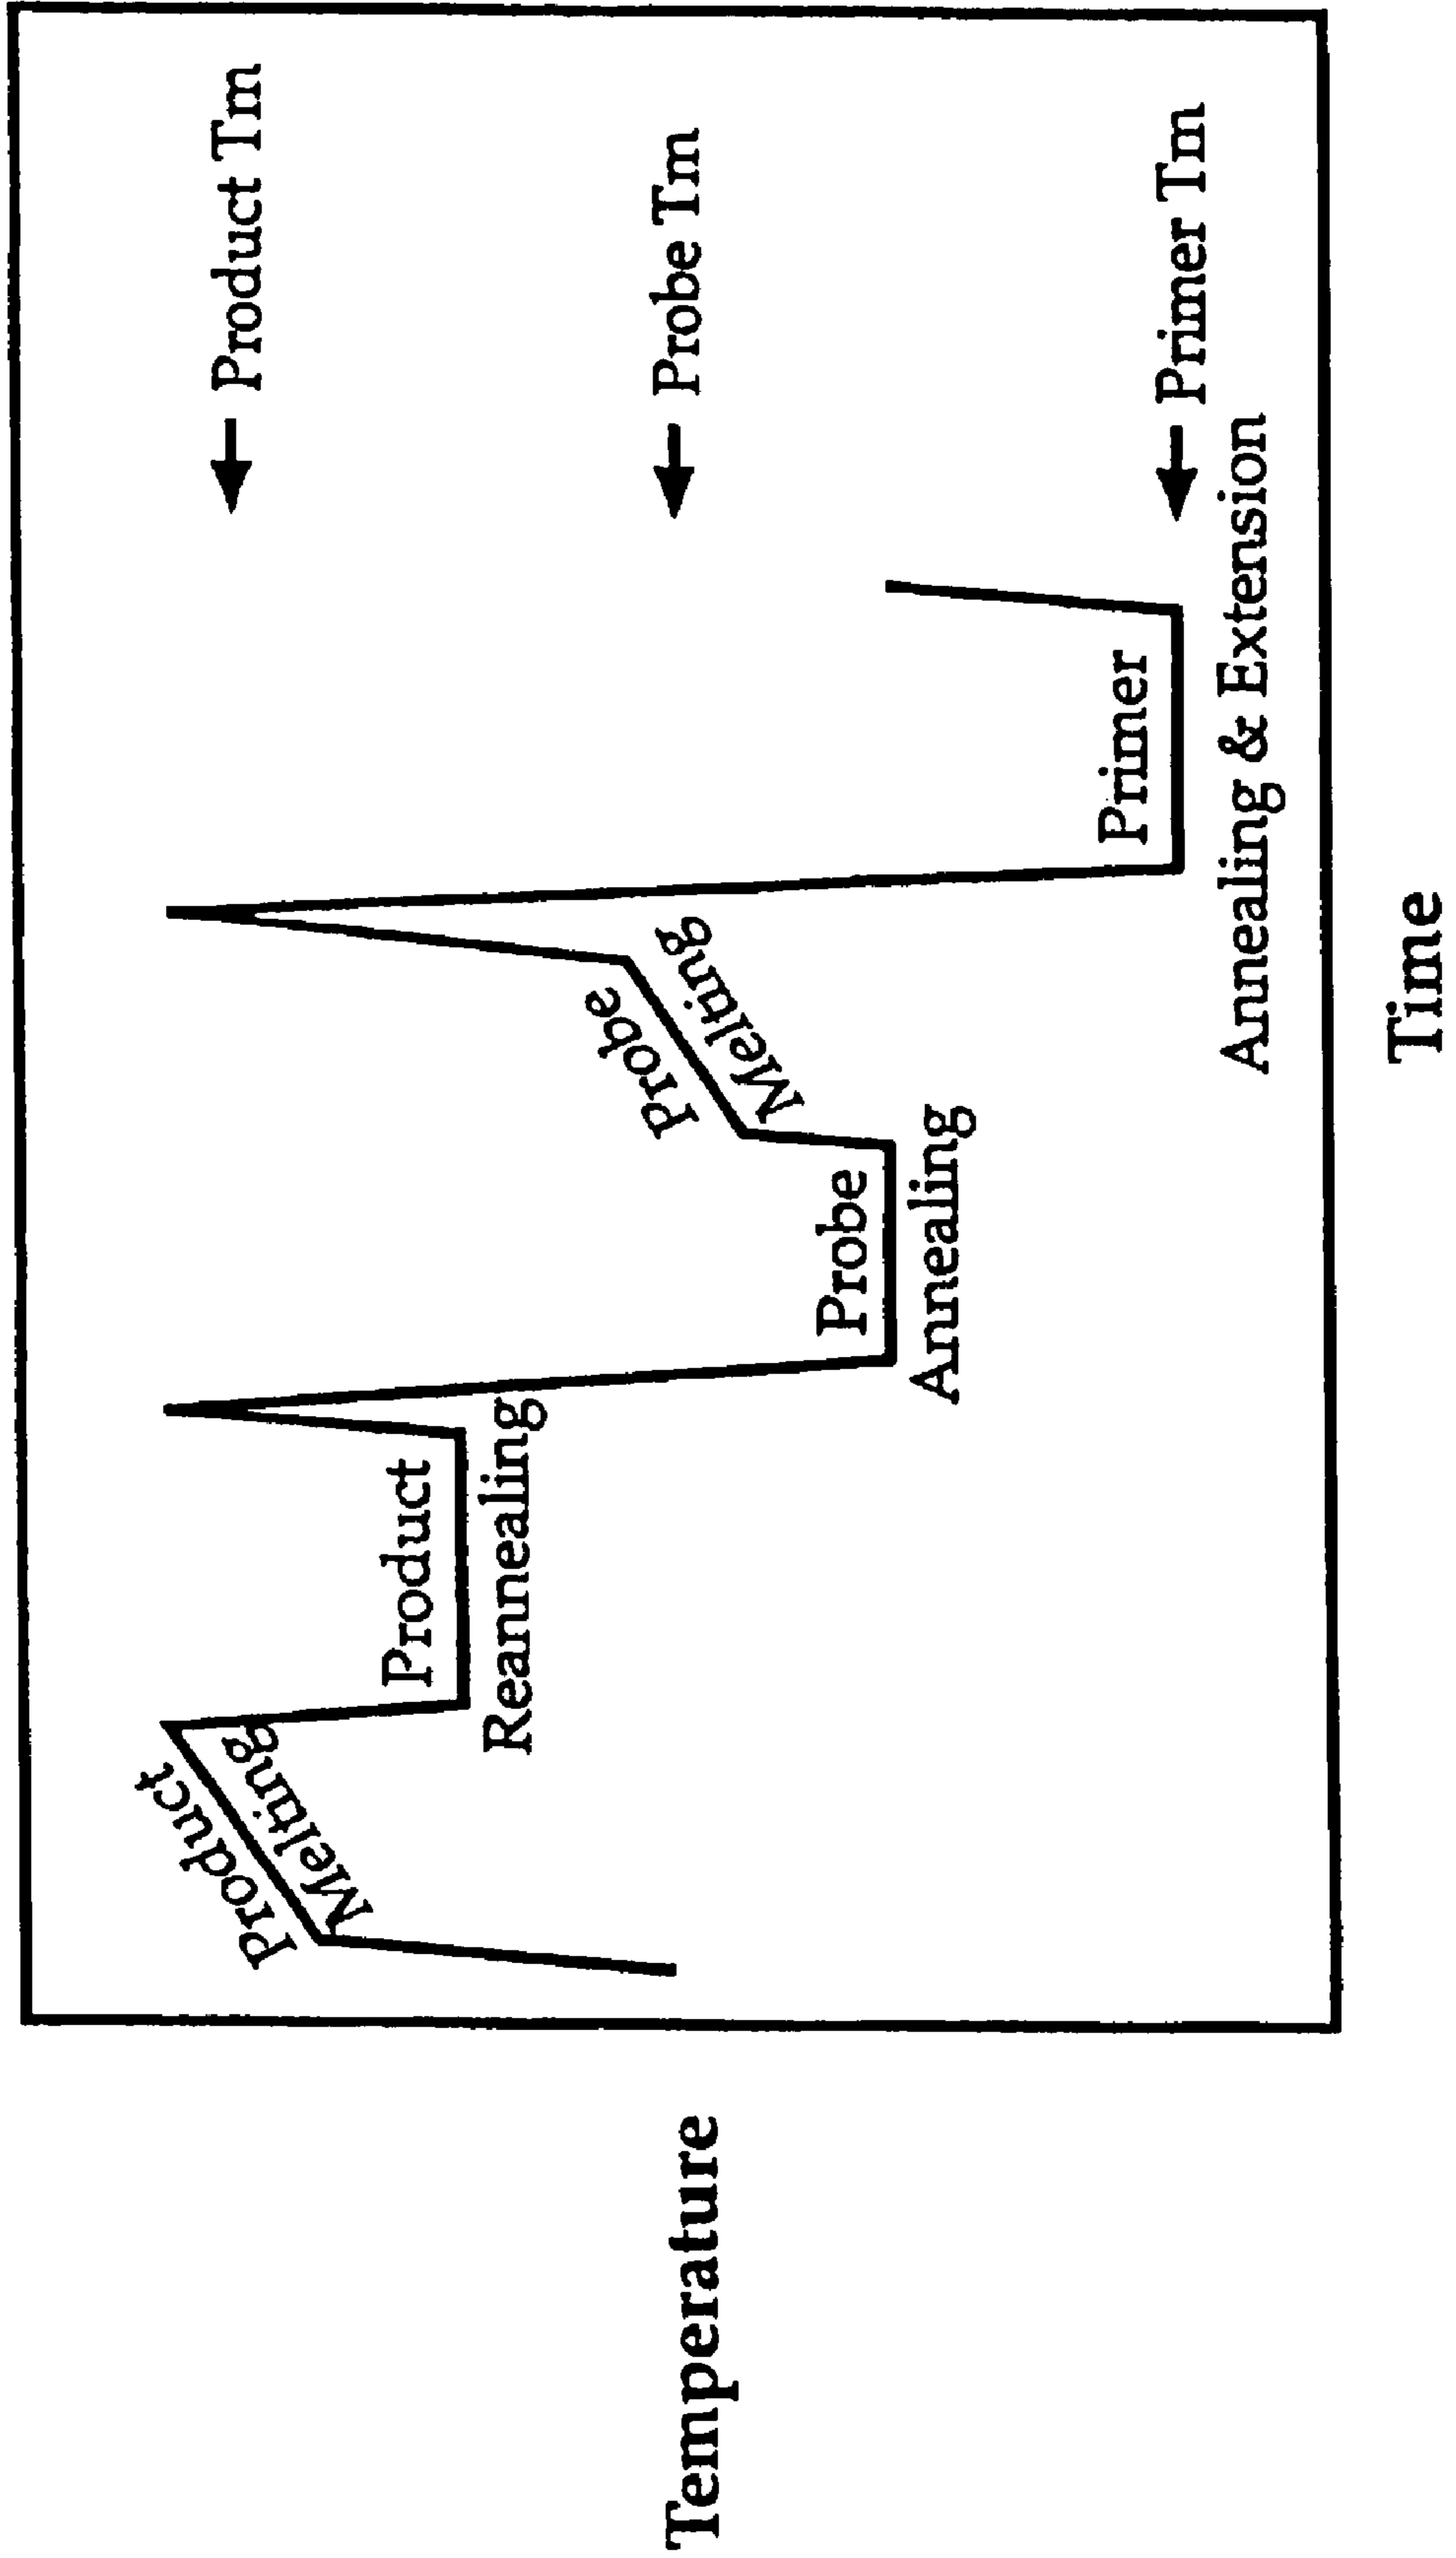 Temperature
Product
Melting
Product
Reannealing
Probe
Annealing
Probe
Melting
Primer
Annealing & Extension
Product Tm
Probe Tm
Primer Tm
Time